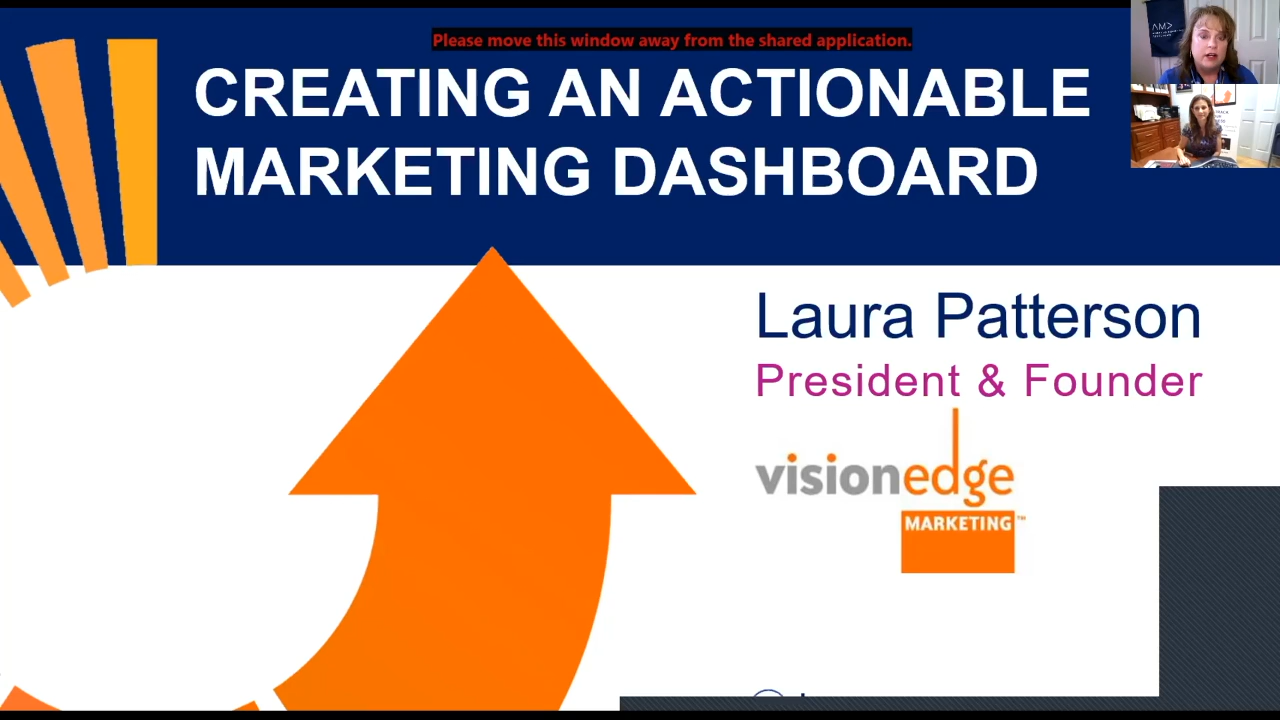 Please move this window away from the shared application.
CREATING AN ACTIONABLE
MARKETING DASHBOARD
Laura Patterson
President & Founder
visionedge
MARKETING™